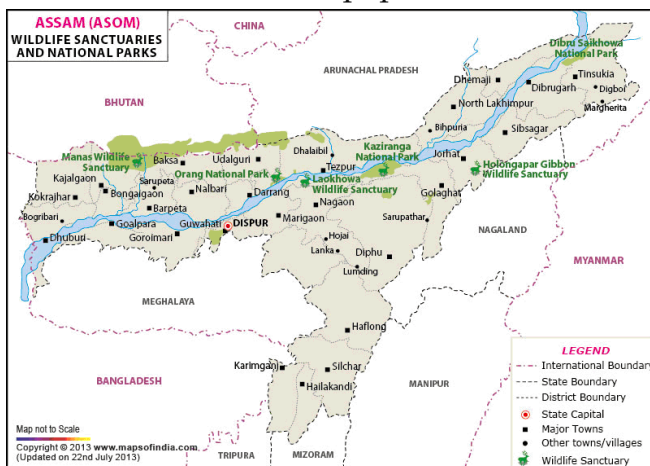 ASSAM (ASOM)
WILDLIFE SANCTUARIES
AND NATIONAL PARKS
CHINA
Dibru Saikhowa
National Park
ARUNACHAL PRADESH
BHUTAN
Dhemaji
Tinsukia
Dibrugarh
Digboi
Margherita
North Lakhimpur
Bihpuria
Sibsagar
Dhalaibil
Kaziranga
National Park
Jorhat
Holongapar Gibbon
Wildlife Sanctuary
Manas Wildlife
Sanctuary
Baksa
Udalguri
Tezpur
Orang National Park
Laokhowa
Wildlife Sanctuary
Golaghat
Kajalgaon
Sarupeta
Kokrajhar
Bongaigaon
Nalbari
Darrang
Nagaon
Barpeta
Marigaon
Sarupathar
Bogribari
Goalpara
Guwahati
DISPUR
Dhuburi
Goroimari
Hojai
Lanka
Diphu
Lumding
NAGALAND
MYANMAR
MEGHALAYA
Haflong
Karimganj
Silchar
Hailakandi
BANGLADESH
MANIPUR
TRIPURA
MIZORAM
LEGEND
International Boundary
State Boundary
District Boundary
State Capital
Major Towns
Other towns/villages
Wildlife Sanctuary
Map not to Scale
Copyright © 2013 www.mapsofindia.com
(Updated on 22nd July 2013)